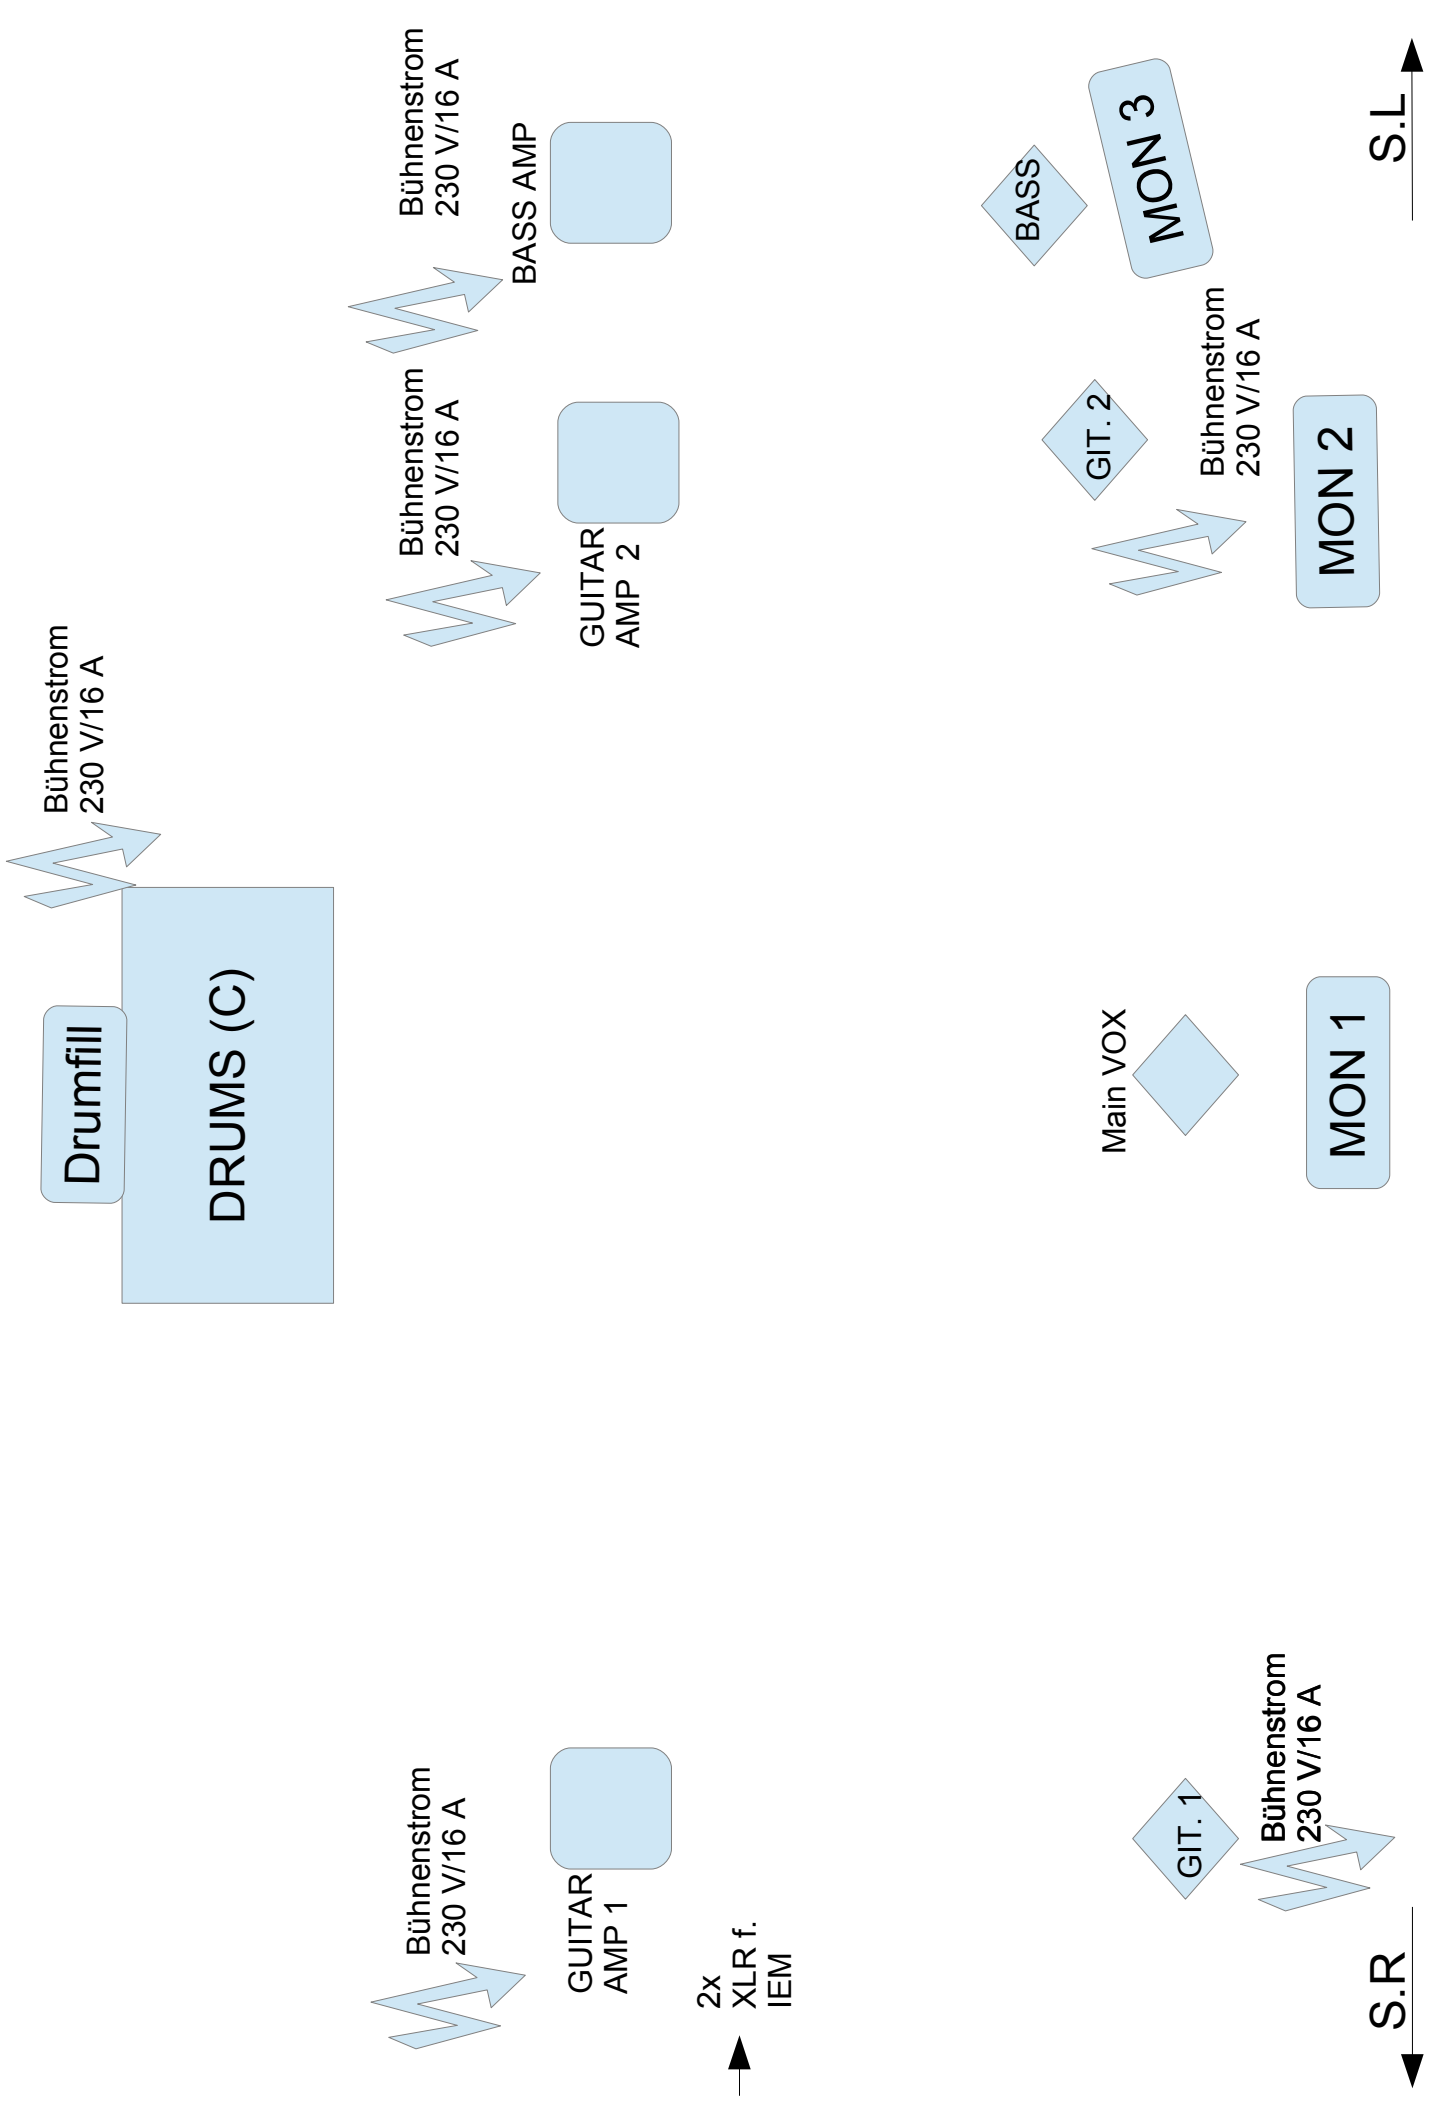 Bühnenstrom
230 V/16 A
Drumfill
DRUMS (C)
Bühnenstrom
230 V/16 A
GUITAR
AMP 1
2x
XLR f.
IEM
Bühnenstrom
230 V/16 A
GUITAR
AMP 2
Bühnenstrom
230 V/16 A
BASS AMP
GIT. 1
Bühnenstrom
230 V/16 A
Main VOX
MON 1
GIT. 2
Bühnenstrom
230 V/16 A
MON 2
BASS
MON 3
S.R
S.L